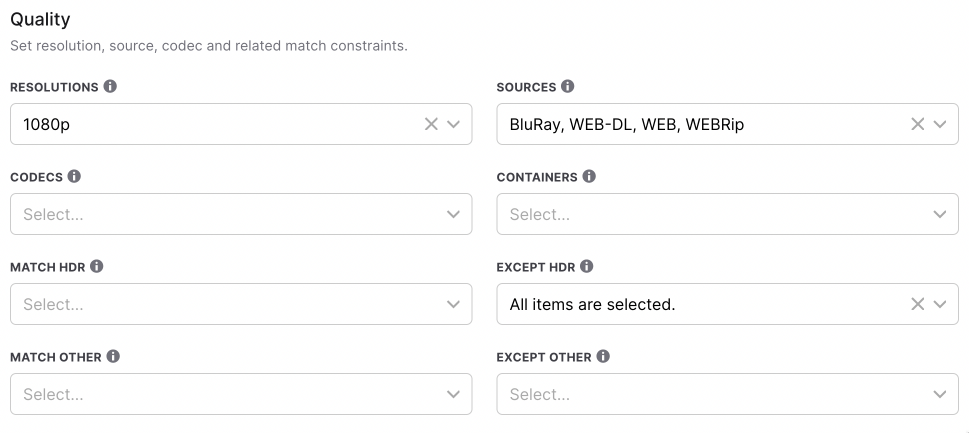 Quality
Set resolution, source, codec and related match constraints.
RESOLUTIONS
SOURCES
1080p
BluRay, WEB-DL, WEB, WEBRip
CODECS
CONTAINERS
Select...
Select...
MATCH HDR
EXCEPT HDR
Select...
All items are selected.
MATCH OTHER
EXCEPT OTHER
Select...
Select...